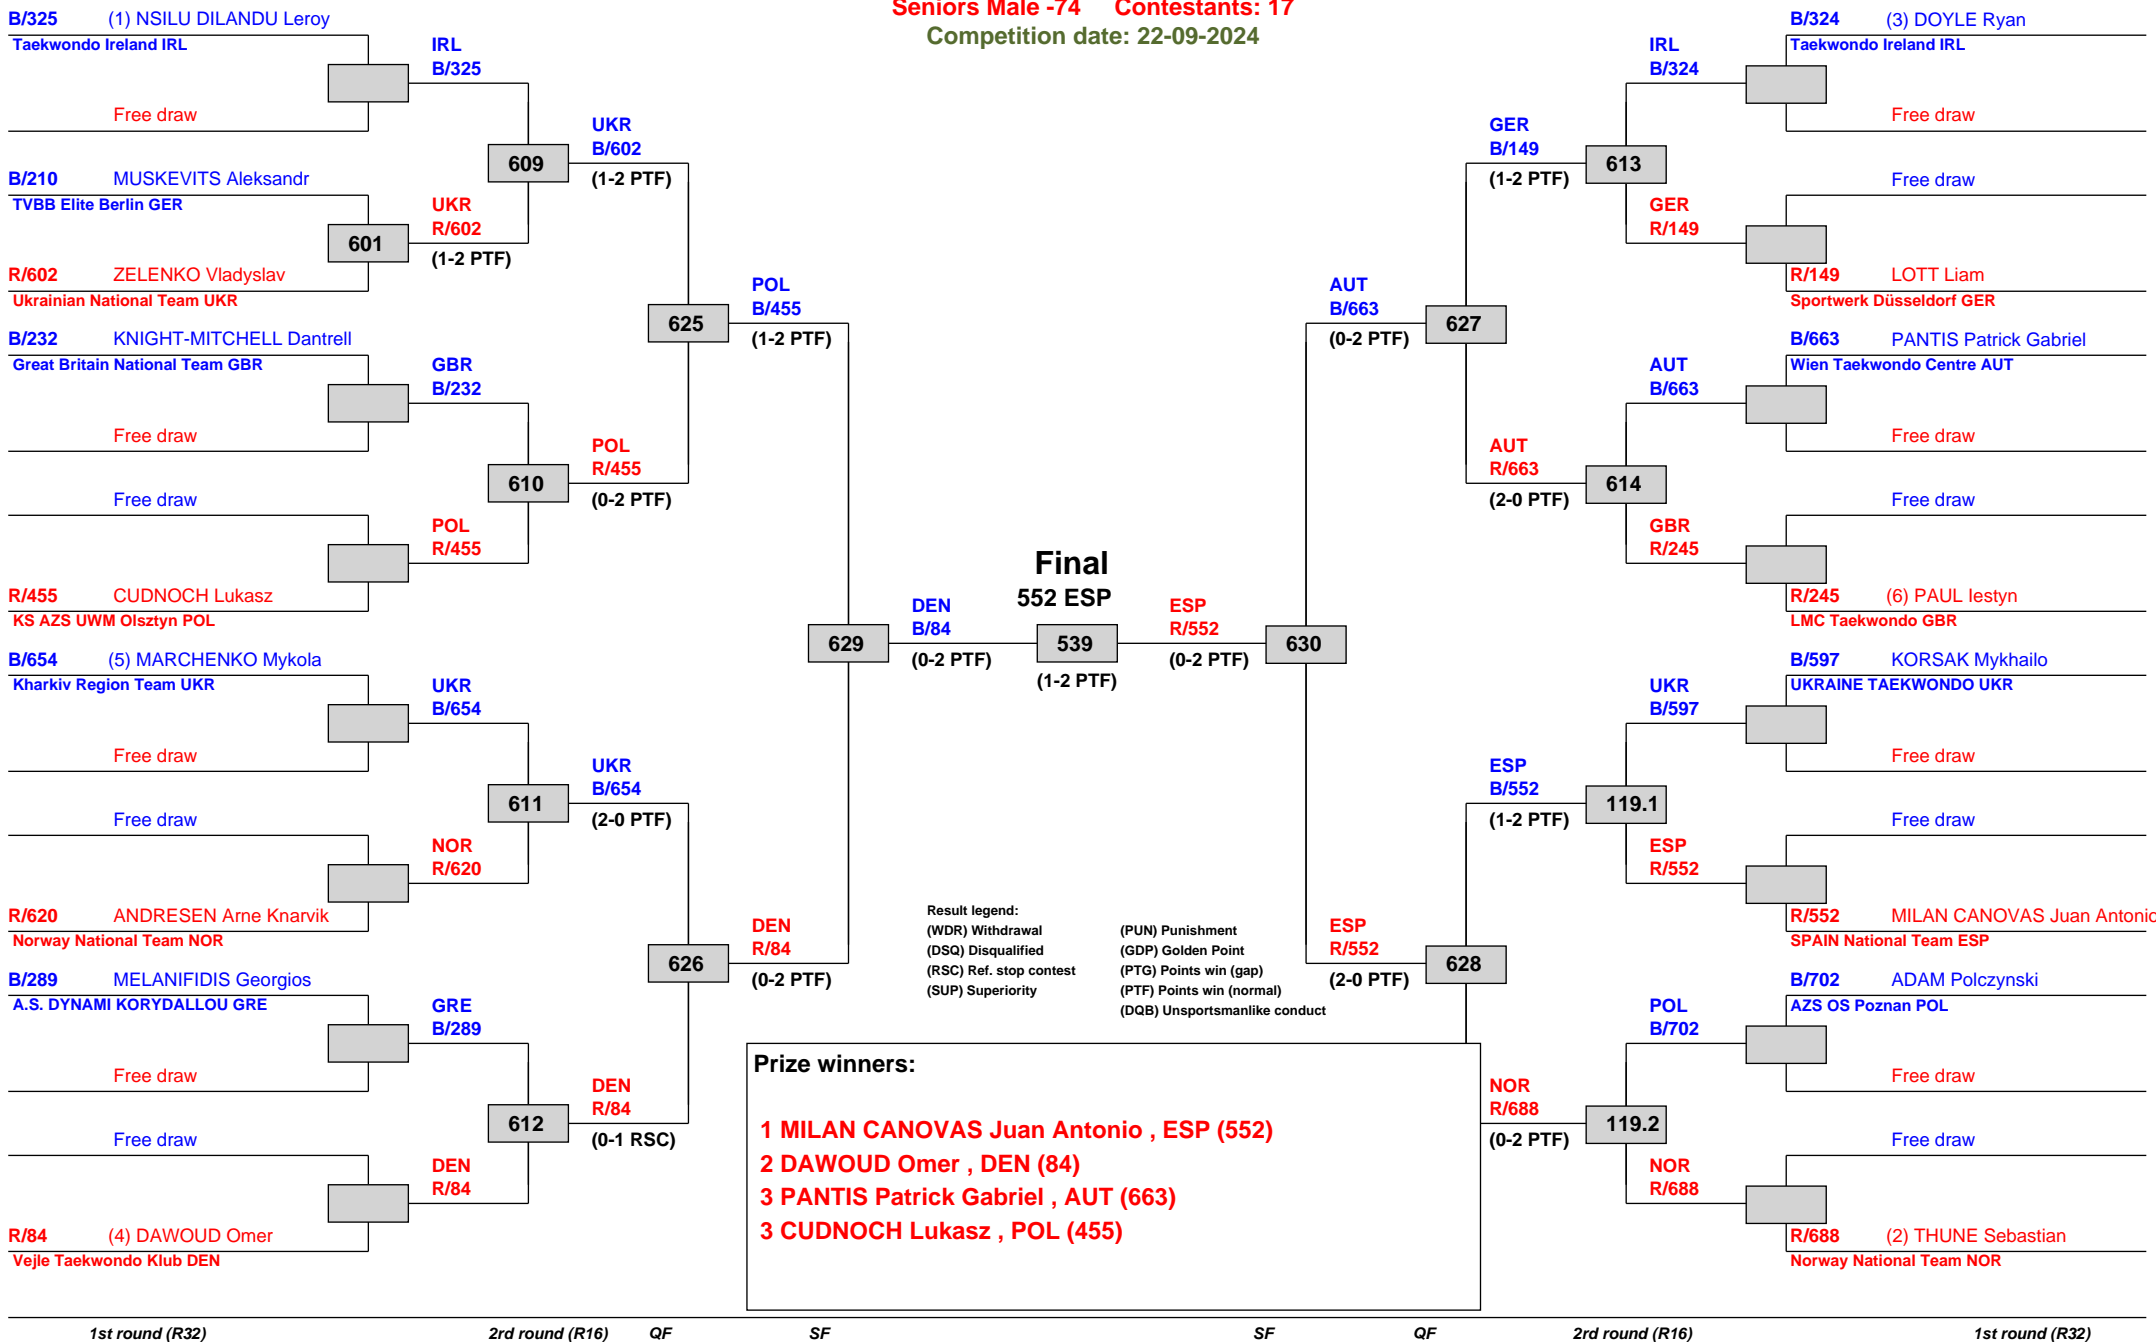 Seniors Male -74 Contestants: 17
Competition date: 22-09-2024
B/325 (1) NSILU DILANDU Leroy
Taekwondo Ireland IRL
Free draw
IRL
B/325
B/210 MUSKEVITS Aleksandr
TVBB Elite Berlin GER
601
R/602 ZELENKO Vladyslav
Ukrainian National Team UKR
UKR
R/602
(1-2 PTF)
609
UKR
B/602
(1-2 PTF)
B/232 KNIGHT-MITCHELL Dantrell
Great Britain National Team GBR
Free draw
GBR
B/232
Free draw
R/455 CUDNOCH Lukasz
KS AZS UWM Olsztyn POL
POL
R/455
610
POL
R/455
(0-2 PTF)
625
POL
B/455
(1-2 PTF)
B/654 (5) MARCHENKO Mykola
Kharkiv Region Team UKR
Free draw
UKR
B/654
Free draw
R/620 ANDRESEN Arne Knarvik
Norway National Team NOR
NOR
R/620
611
UKR
B/654
(2-0 PTF)
B/289 MELANIFIDIS Georgios
A.S. DYNAMI KORYDALLOU GRE
Free draw
GRE
B/289
Free draw
R/84 (4) DAWOUD Omer
Vejle Taekwondo Klub DEN
DEN
R/84
612
DEN
R/84
(0-1 RSC)
626
DEN
R/84
(0-2 PTF)
629
DEN
B/84
(0-2 PTF)
Final
552 ESP
539
(1-2 PTF)
ESP
R/552
(0-2 PTF)
630
AUT
B/663
(0-2 PTF)
627
GER
B/149
(1-2 PTF)
613
IRL
B/324
B/324 (3) DOYLE Ryan
Taekwondo Ireland IRL
Free draw
Free draw
GER
R/149
R/149 LOTT Liam
Sportwerk Düsseldorf GER
AUT
R/663
(2-0 PTF)
614
AUT
B/663
B/663 PANTIS Patrick Gabriel
Wien Taekwondo Centre AUT
Free draw
Free draw
GBR
R/245
R/245 (6) PAUL Iestyn
LMC Taekwondo GBR
ESP
R/552
(2-0 PTF)
628
ESP
B/552
(1-2 PTF)
119.1
UKR
B/597
B/597 KORSAK Mykhailo
UKRAINE TAEKWONDO UKR
Free draw
Free draw
ESP
R/552
R/552 MILAN CANOVAS Juan Antonio
SPAIN National Team ESP
NOR
R/688
(0-2 PTF)
119.2
POL
B/702
B/702 ADAM Polczynski
AZS OS Poznan POL
Free draw
Free draw
NOR
R/688
R/688 (2) THUNE Sebastian
Norway National Team NOR
Result legend:
(WDR) Withdrawal (PUN) Punishment
(DSQ) Disqualified (GDP) Golden Point
(RSC) Ref. stop contest (PTG) Points win (gap)
(SUP) Superiority (PTF) Points win (normal)
(DQB) Unsportsmanlike conduct
Prize winners:
1 MILAN CANOVAS Juan Antonio , ESP (552)
2 DAWOUD Omer , DEN (84)
3 PANTIS Patrick Gabriel , AUT (663)
3 CUDNOCH Lukasz , POL (455)
1st round (R32) 2rd round (R16) QF SF SF QF 2rd round (R16) 1st round (R32)